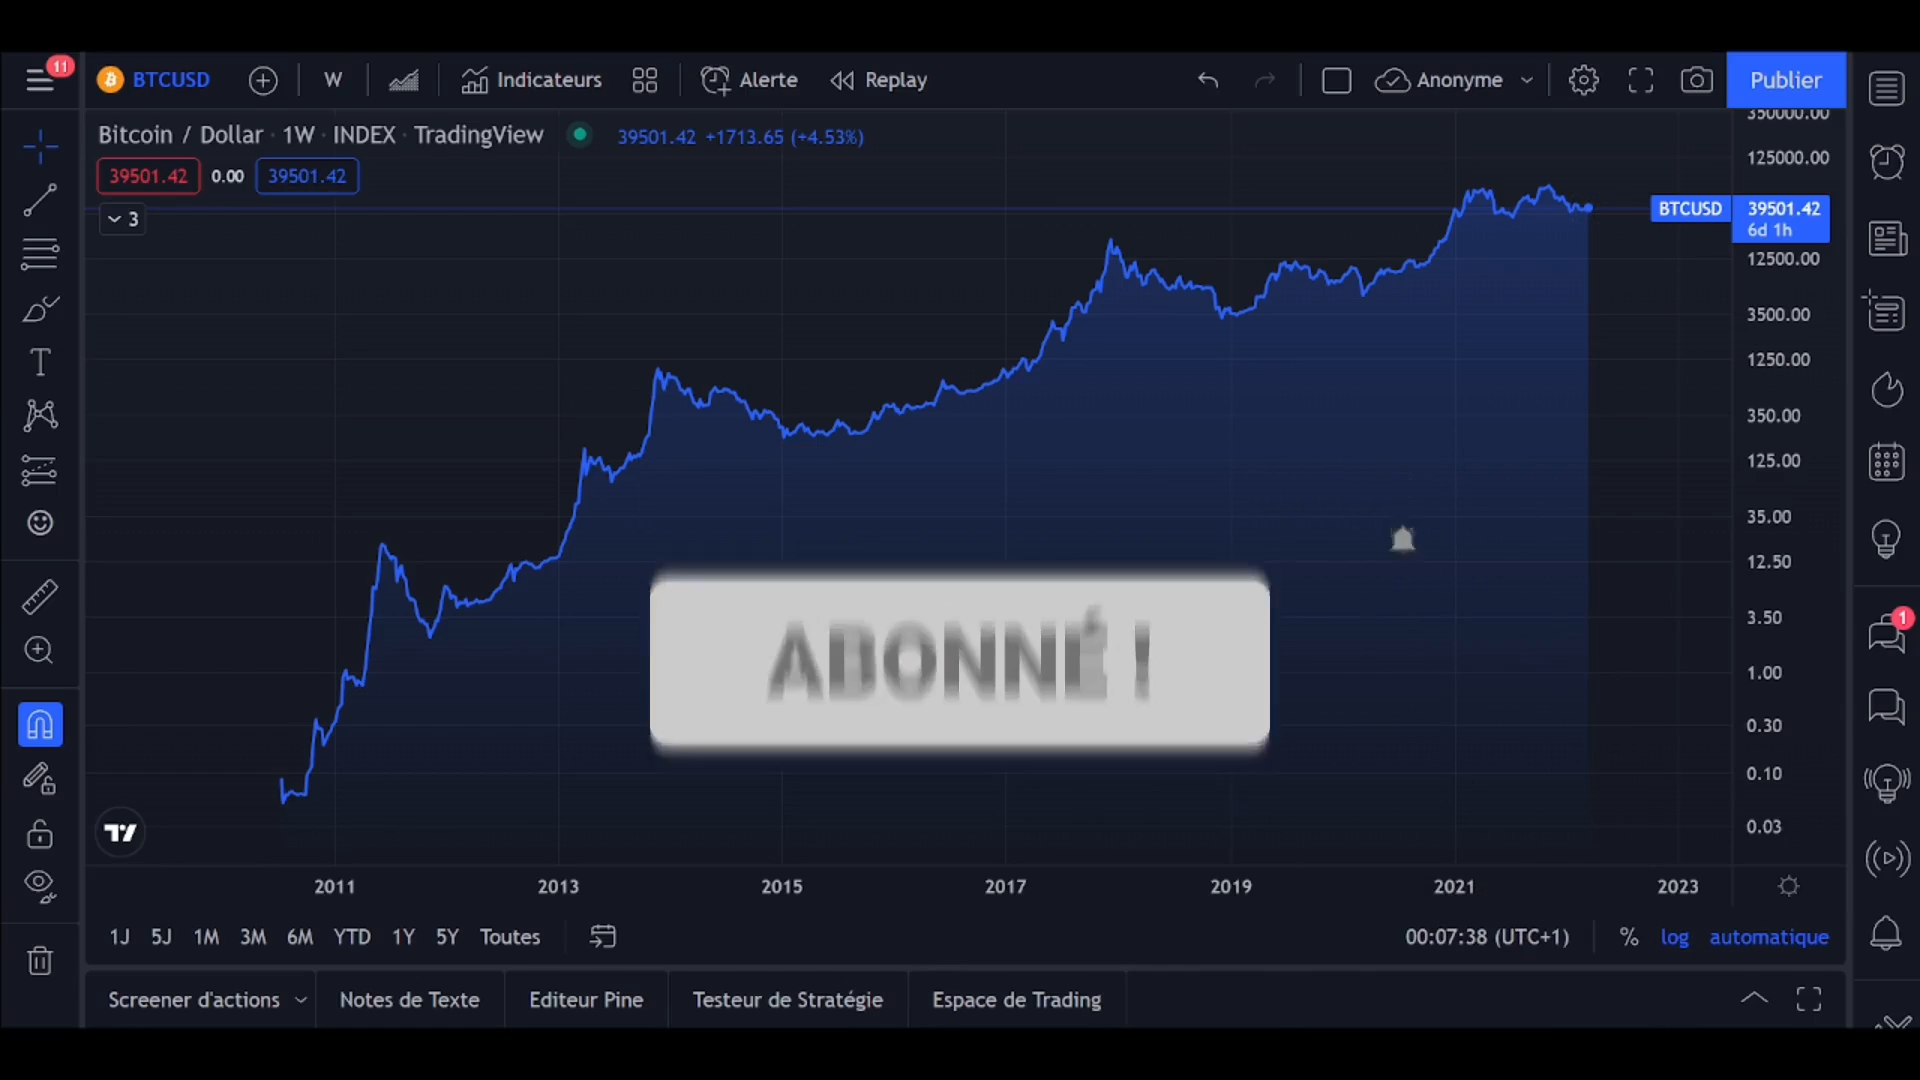 11
BTCUSD
W
Indicateurs
Alerte
Replay
Anonyme
Publier
Bitcoin / Dollar · 1W · INDEX · TradingView
39501.42 +1713.65 (+4.53%)
39501.42
0.00
39501.42
3
350000.00
125000.00
BTCUSD
39501.42
6d 1h
12500.00
3500.00
1250.00
350.00
125.00
35.00
12.50
3.50
1.00
0.30
0.10
0.03
1
ABONNÉ !
2011
2013
2015
2017
2019
2021
2023
1J 5J 1M 3M 6M YTD 1Y 5Y Toutes
00:07:38 (UTC+1)
% log automatique
Screener d'actions
Notes de Texte
Editeur Pine
Testeur de Stratégie
Espace de Trading